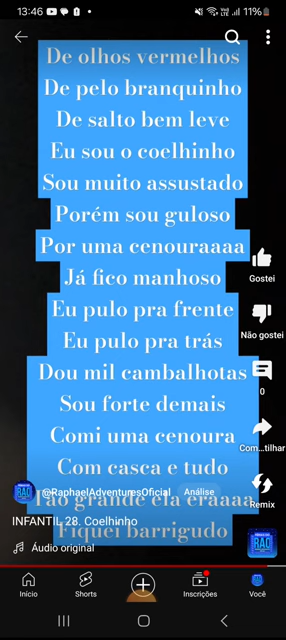 13:46
11%
De olhos vermelhos
De pelo branquinho
De salto bem leve
Eu sou o coelhinho
Sou muito assustado
Porém sou guloso
Por uma cenouraaaa
Já fico manhoso
Eu pulo pra frente
Eu pulo pra trás
Dou mil cambalhotas
Sou forte demais
Comi uma cenoura
Com casca e tudo
grande ela eraaaa
Fiquei barrigudo
Gostei
Não gostei
0
Com...tilhar
Remix
@RaphaelAdventuresOficial Análise
INFANTIL 28. Coelhinho
Áudio original
RAO
Início Shorts Inscrições Você